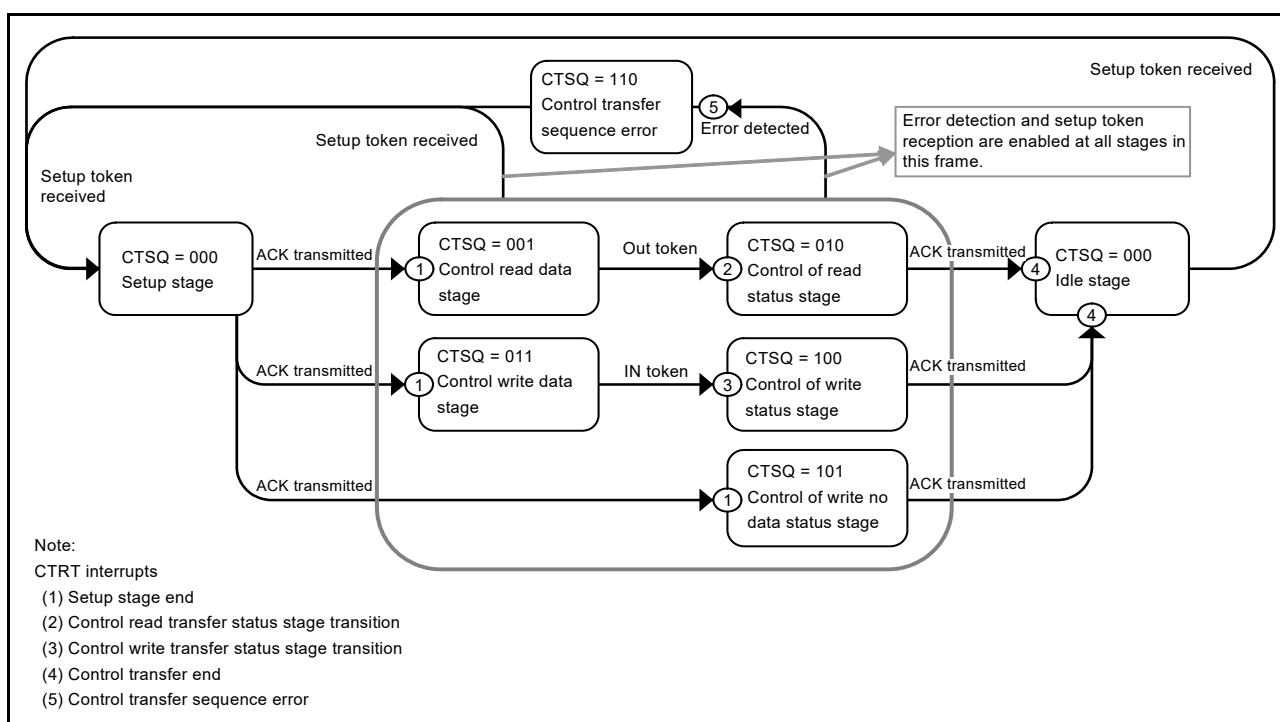 Setup token received
CTSQ = 110
Control transfer
sequence error
5
Error detected
Error detection and setup token
reception are enabled at all stages in
this frame.
Setup token received
Setup token
received
CTSQ = 000
Setup stage
ACK transmitted
1
CTSQ = 001
Control read data
stage
Out token
2
CTSQ = 010
Control of read
status stage
ACK transmitted
4
CTSQ = 000
Idle stage
4
ACK transmitted
1
CTSQ = 011
Control write data
stage
IN token
3
CTSQ = 100
Control of write
status stage
ACK transmitted
ACK transmitted
1
CTSQ = 101
Control of write no
data status stage
ACK transmitted
Note:
CTRT interrupts
(1) Setup stage end
(2) Control read transfer status stage transition
(3) Control write transfer status stage transition
(4) Control transfer end
(5) Control transfer sequence error